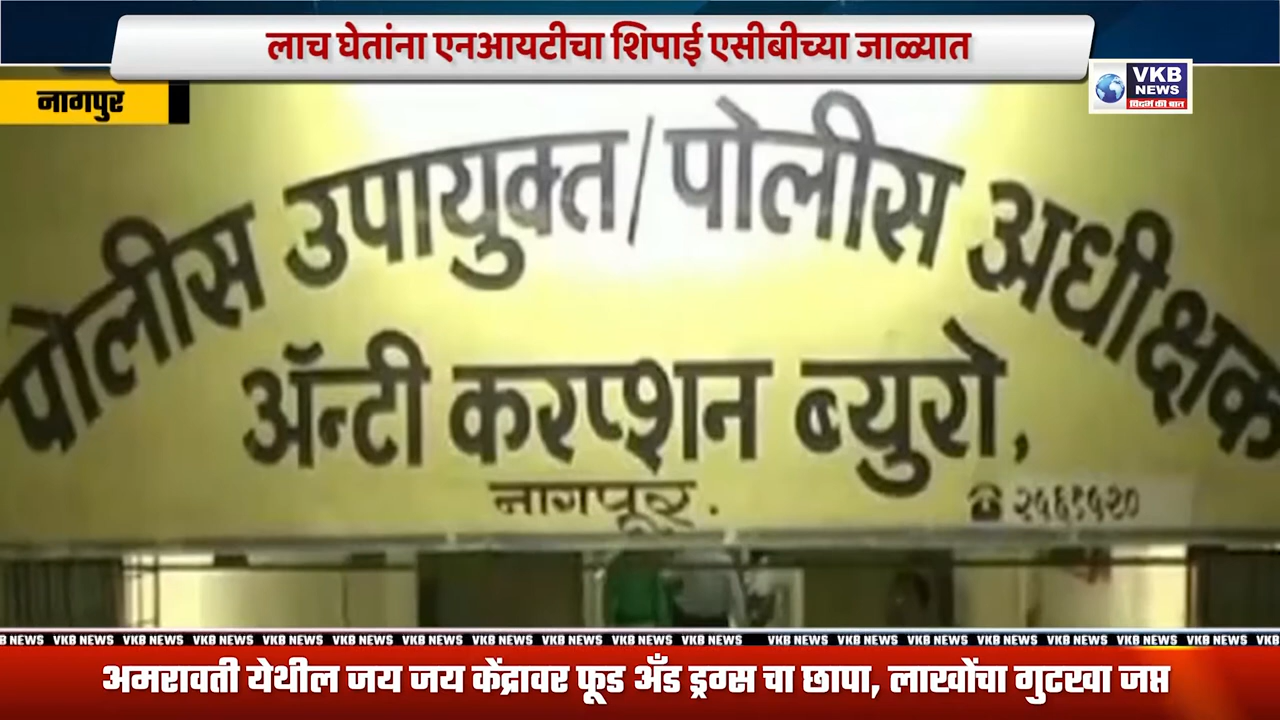 लाच घेतांना एनआयटीचा शिपाई एसीबीच्या जाळ्यात
नागपुर
VKB
NEWS
विदर्भ की बात
पोलीस उपायुक्त/पोलीस अधीक्षक
ॲन्टी करप्शन ब्युरो,
नागपूर.
VKB NEWS VKB NEWS VKB NEWS VKB NEWS VKB NEWS VKB NEWS VKB NEWS VKB NEWS VKB NEWS VKB NEWS VKB NEWS VKB NEWS VKB NEWS VKB NEWS VKB NEWS VKB NEWS VKB NEWS VKB NEWS
अमरावती येथील जय जय केंद्रावर फूड अँड ड्रग्स चा छापा, लाखोंचा गुटखा जप्त